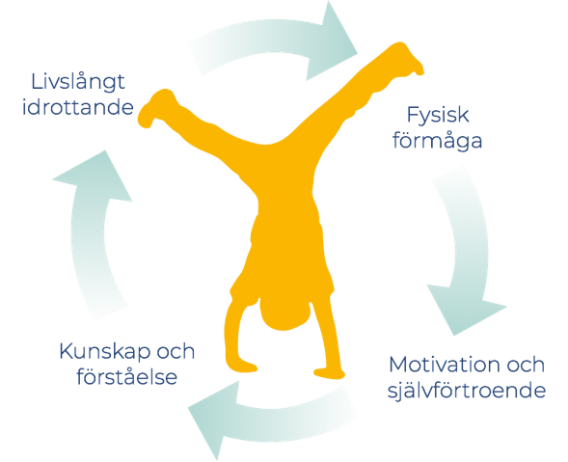 Livslångt
idrottande
Fysisk
förmåga
Motivation och
självförtroende
Kunskap och
förståelse